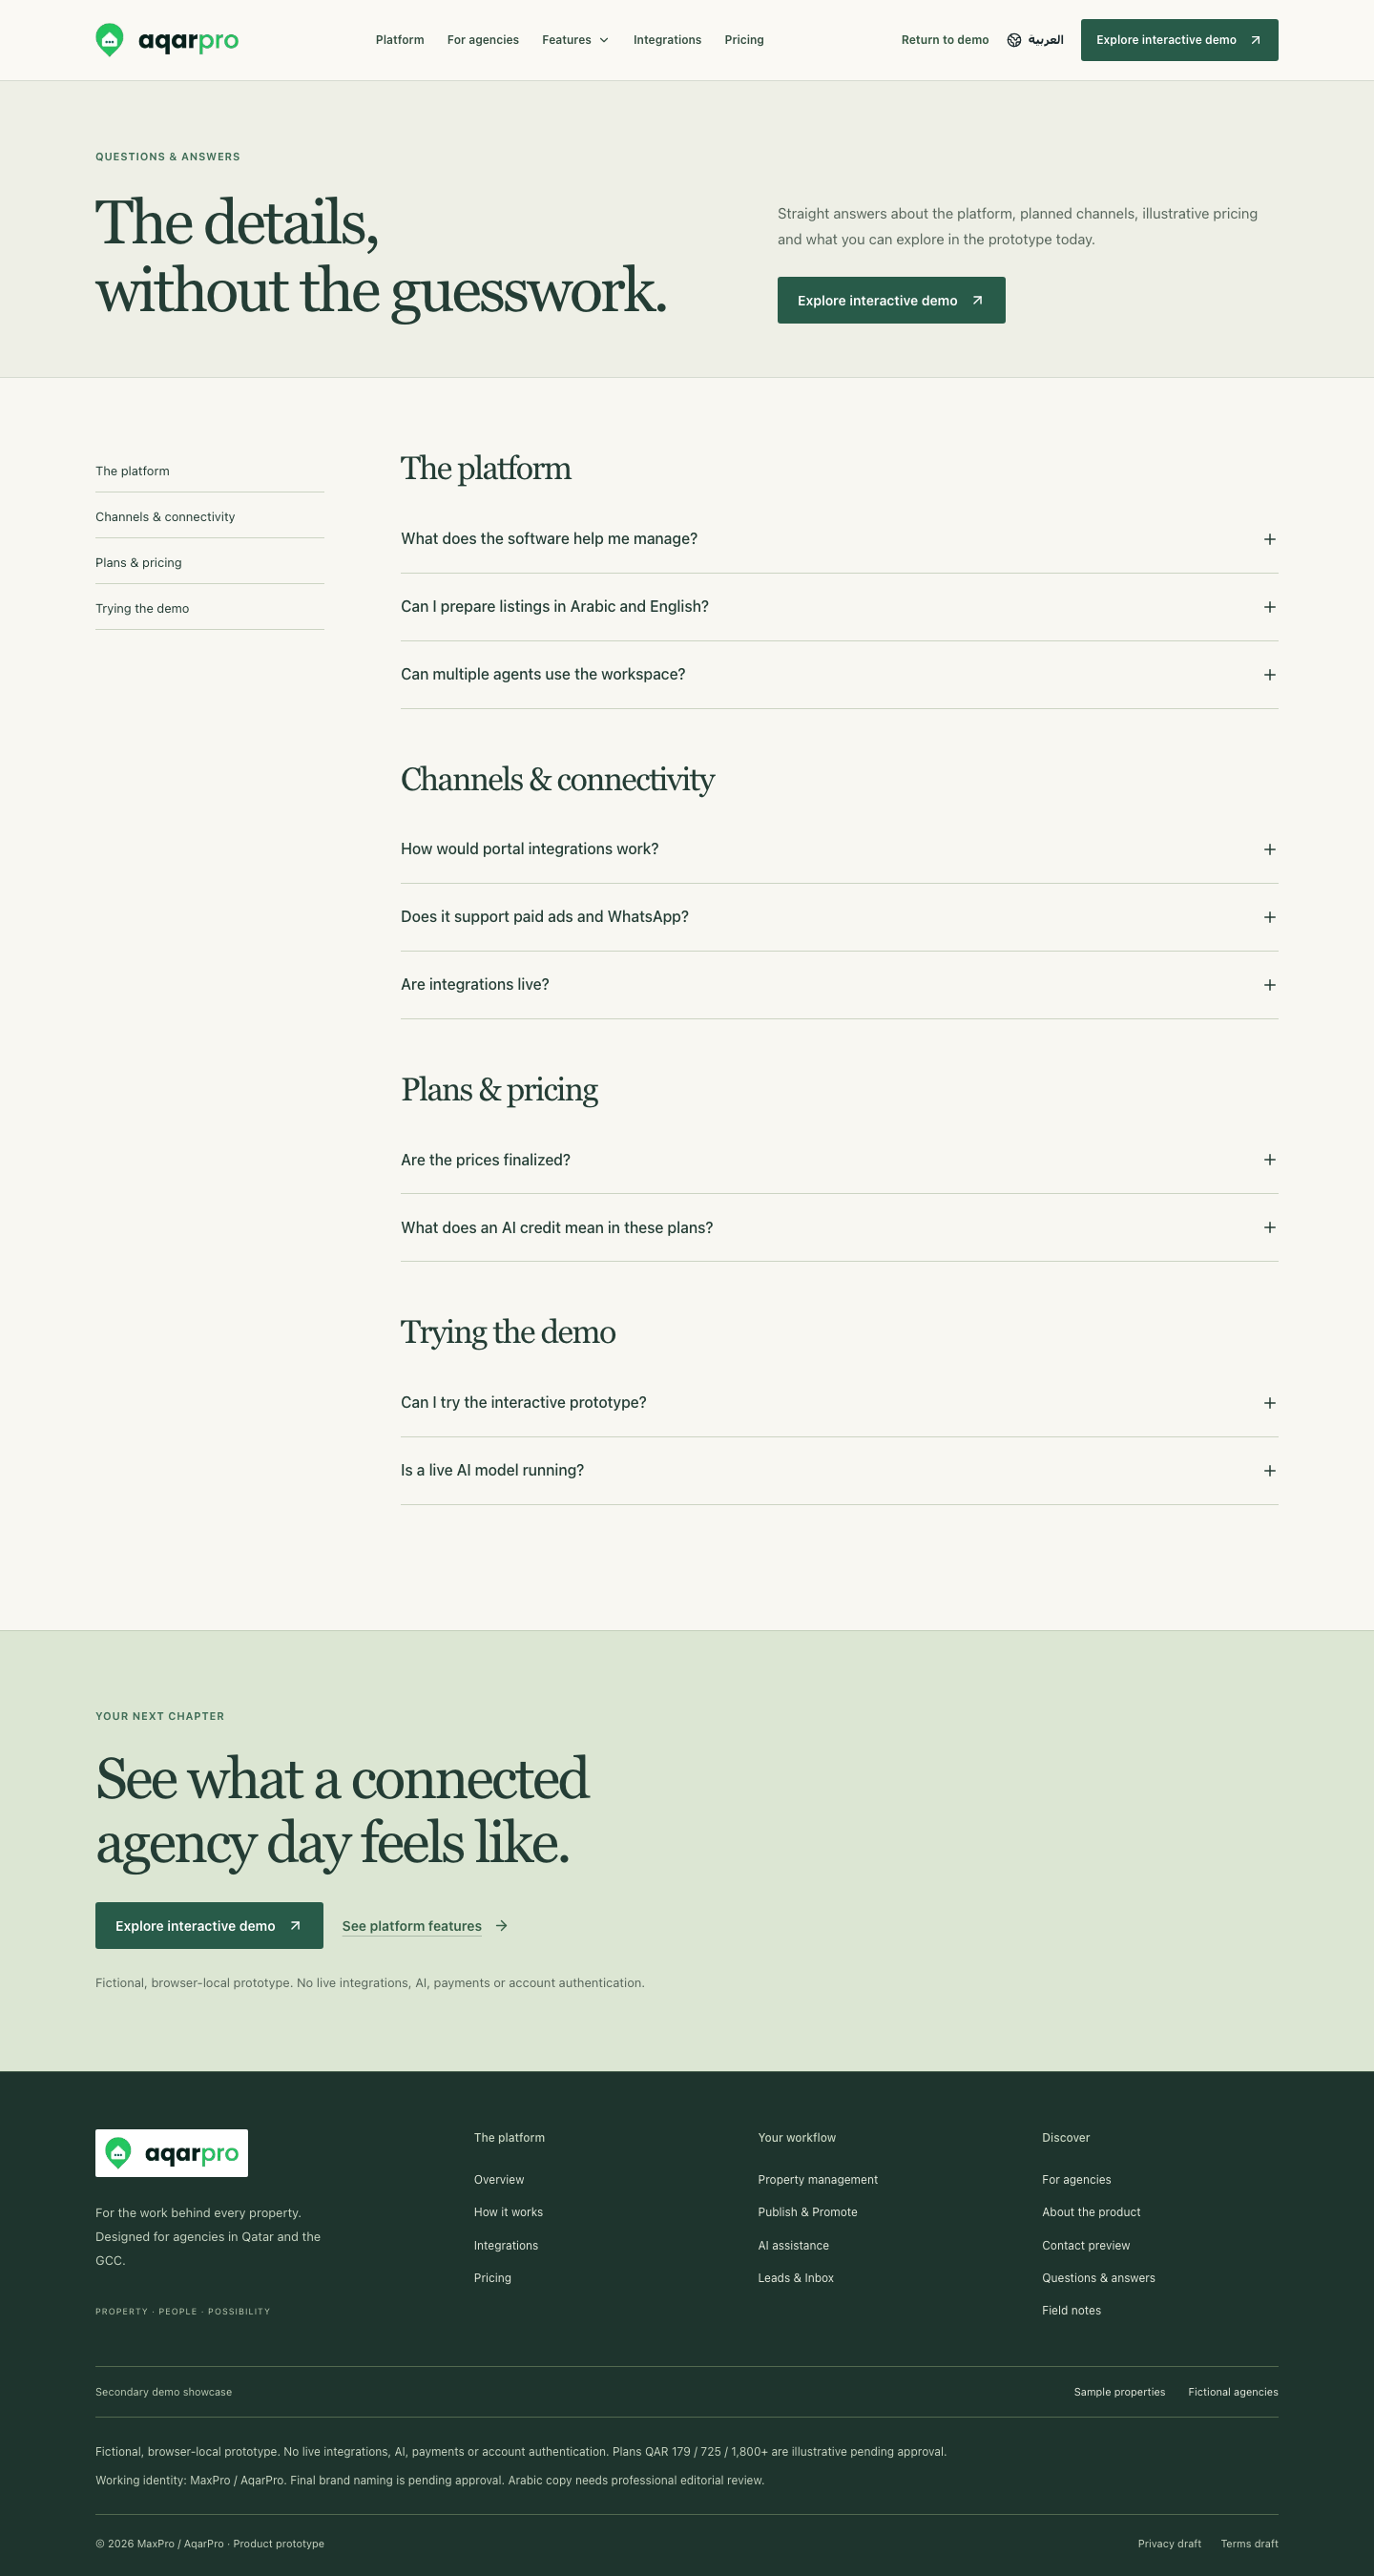 aqarpro
Platform
For agencies
Features
Integrations
Pricing
Return to demo
العربية
Explore interactive demo
QUESTIONS & ANSWERS
The details,
without the guesswork.
Straight answers about the platform, planned channels, illustrative pricing
and what you can explore in the prototype today.
Explore interactive demo
The platform
Channels & connectivity
Plans & pricing
Trying the demo
The platform
What does the software help me manage?
Can I prepare listings in Arabic and English?
Can multiple agents use the workspace?
Channels & connectivity
How would portal integrations work?
Does it support paid ads and WhatsApp?
Are integrations live?
Plans & pricing
Are the prices finalized?
What does an AI credit mean in these plans?
Trying the demo
Can I try the interactive prototype?
Is a live AI model running?
YOUR NEXT CHAPTER
See what a connected
agency day feels like.
Explore interactive demo
See platform features
Fictional, browser-local prototype. No live integrations, AI, payments or account authentication.
aqarpro
For the work behind every property.
Designed for agencies in Qatar and the
GCC.
PROPERTY · PEOPLE · POSSIBILITY
The platform
Overview
How it works
Integrations
Pricing
Your workflow
Property management
Publish & Promote
AI assistance
Leads & Inbox
Discover
For agencies
About the product
Contact preview
Questions & answers
Field notes
Secondary demo showcase
Sample properties
Fictional agencies
Fictional, browser-local prototype. No live integrations, AI, payments or account authentication. Plans QAR 179 / 725 / 1,800+ are illustrative pending approval.
Working identity: MaxPro / AqarPro. Final brand naming is pending approval. Arabic copy needs professional editorial review.
© 2026 MaxPro / AqarPro · Product prototype
Privacy draft
Terms draft